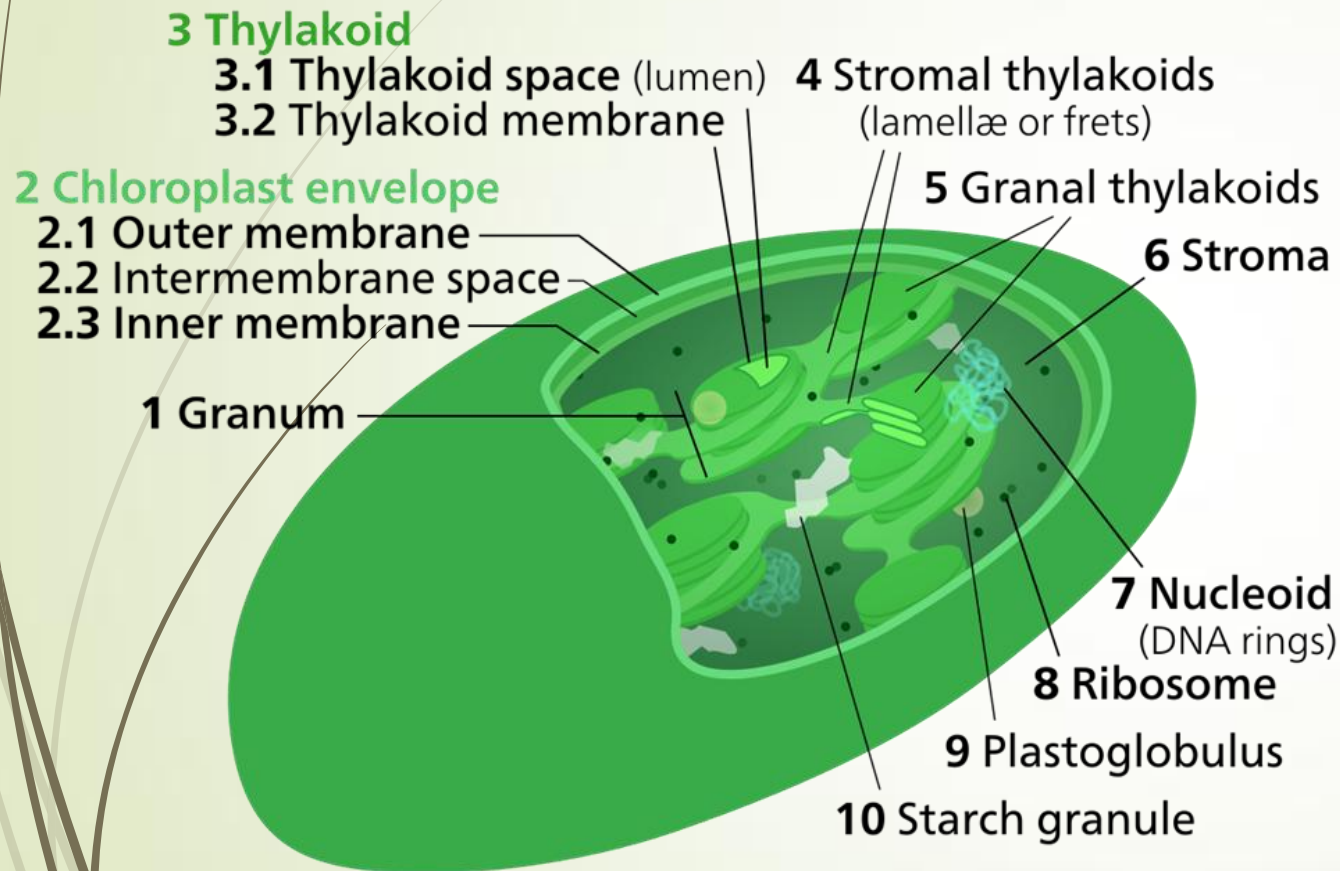 3 Thylakoid
3.1 Thylakoid space (lumen)
3.2 Thylakoid membrane
4 Stromal thylakoids
(lamellæ or frets)
2 Chloroplast envelope
2.1 Outer membrane
2.2 Intermembrane space
2.3 Inner membrane
5 Granal thylakoids
6 Stroma
1 Granum
7 Nucleoid
(DNA rings)
8 Ribosome
9 Plastoglobulus
10 Starch granule